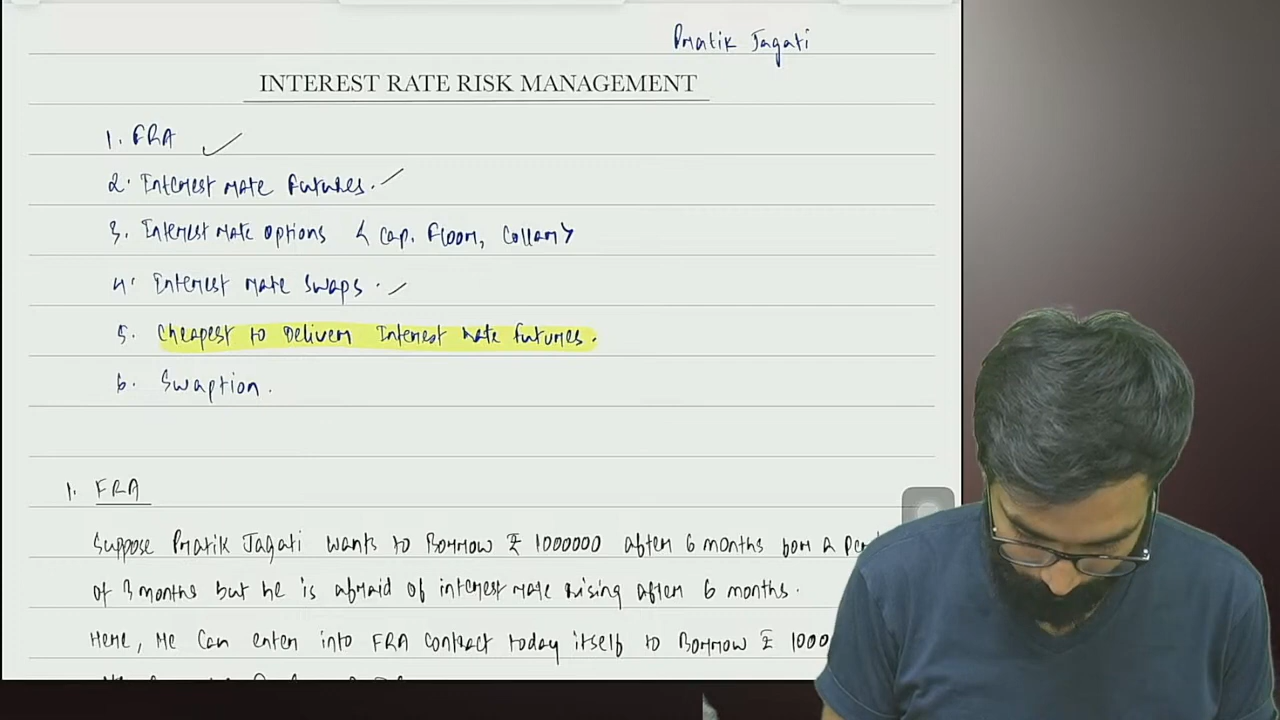 Pratik Jagati
INTEREST RATE RISK MANAGEMENT
1. FRA
2. Interest rate futures.
3. Interest rate options < Cap, Floor, Collar>
4. Interest rate swaps.
5. Cheapest to Deliver Interest rate futures.
6. Swaption.
1. FRA
Suppose Pratik Jagati wants to Borrow ₹ 1000000 after 6 months for a
of 3 months but he is afraid of interest rate rising after 6 months.
Here, He Can enter into FRA contract today itself to Borrow ₹